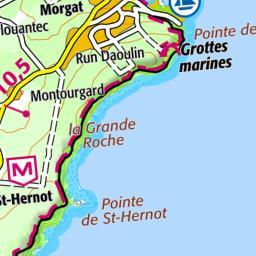 Morgat
louantec
Run Daoulin
Pointe de
Grottes
marines
10,5
Montourgard
la Grande
Roche
M
St-Hernot
Pointe
de St-Hernot